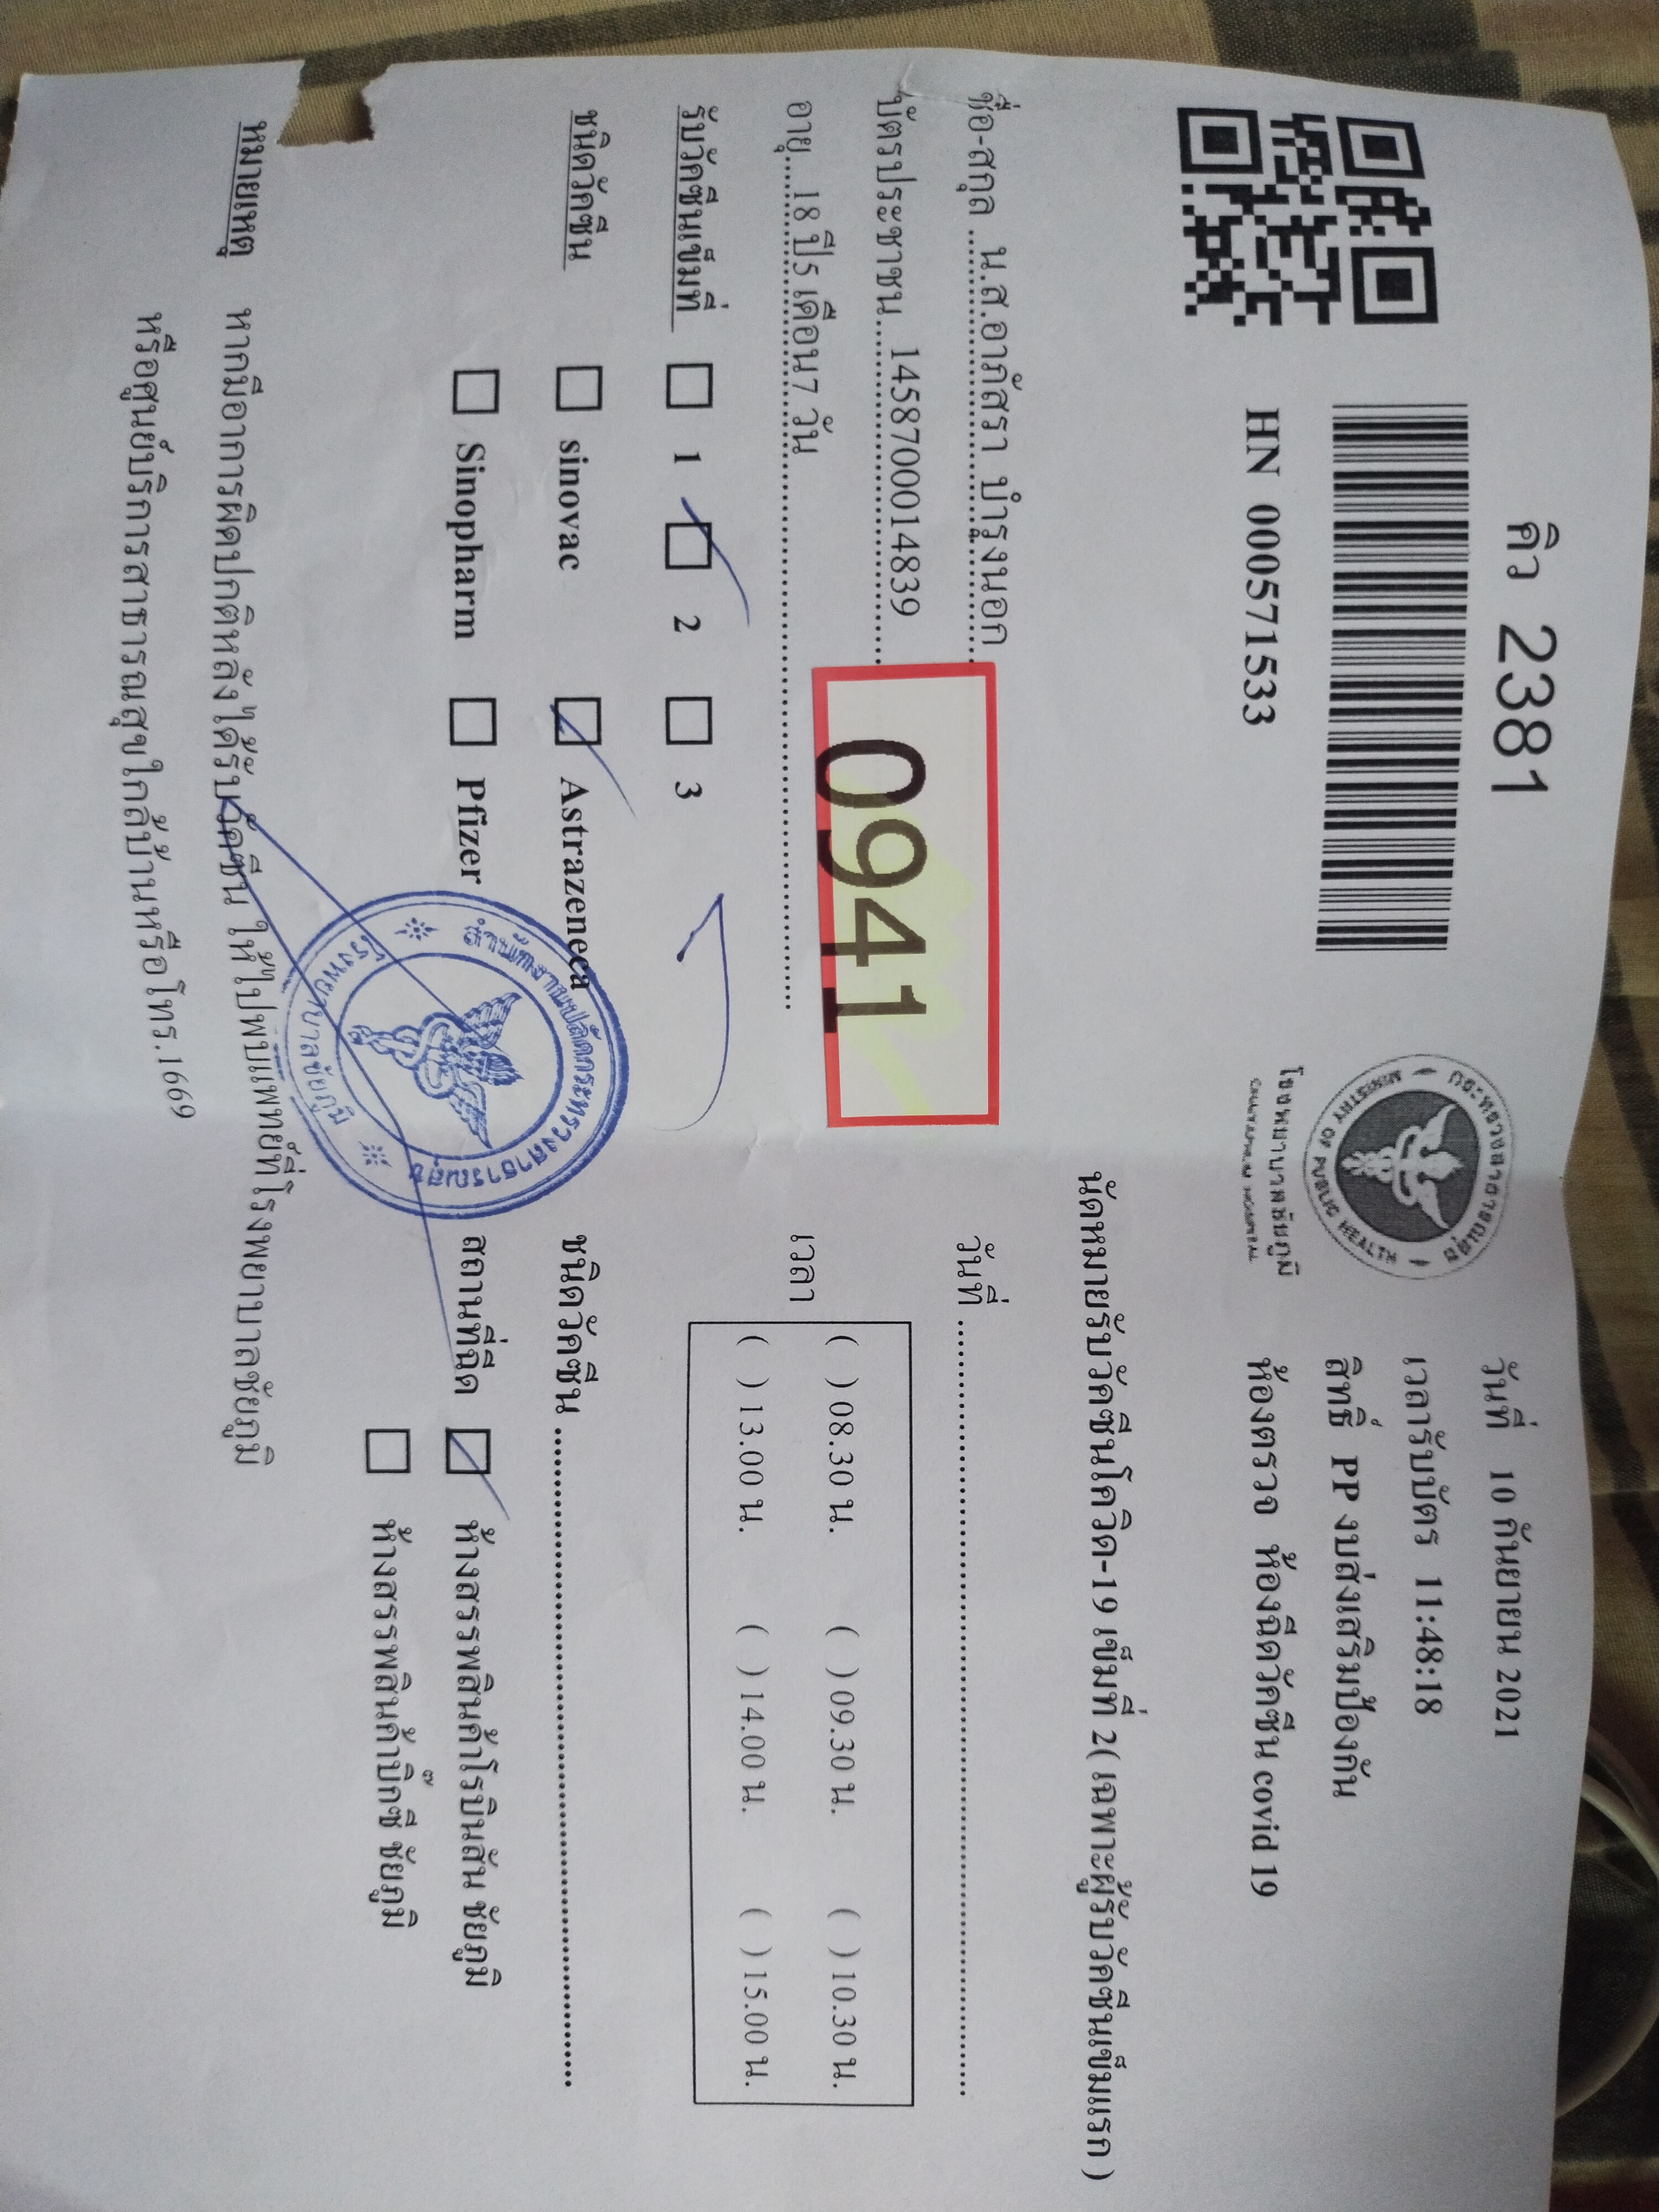 คิว 2381
HN 000571533
กระทรวงสาธารณสุข
MINISTRY OF PUBLIC HEALTH
โรงพยาบาลชัยภูมิ
CHAIYAPHUM HOSPITAL
วันที่ 10 กันยายน 2021
เวลารับบัตร 11:48:18
สิทธิ์ PP งบส่งเสริมป้องกัน
ห้องตรวจ ห้องฉีดวัคซีน covid 19
ชื่อ-สกุล น.ส.อาภัสรา บำรุงนอก
บัตรประชาชน 1458700014839
อายุ 18 ปี5 เดือน7 วัน
0941
รับวัคซีนเข็มที่ 1 2 3
ชนิดวัคซีน sinovac Astrazeneca
Sinopharm Pfizer
สำนักงานปลัดกระทรวงสาธารณสุข
โรงพยาบาลชัยภูมิ
นัดหมายรับวัคซีนโควิด-19 เข็มที่ 2( เฉพาะผู้รับวัคซีนเข็มแรก )
วันที่
เวลา ( ) 08.30 น. ( ) 09.30 น. ( ) 10.30 น.
( ) 13.00 น. ( ) 14.00 น. ( ) 15.00 น.
ชนิดวัคซีน
สถานที่ฉีด ห้างสรรพสินค้าโรบินสัน ชัยภูมิ
ห้างสรรพสินค้าบิ๊กซี ชัยภูมิ
หมายเหตุ หากมีอาการผิดปกติหลังได้รับวัคซีน ให้ไปพบแพทย์ที่โรงพยาบาลชัยภูมิ
หรือศูนย์บริการสาธารณสุขใกล้บ้านหรือโทร.1669